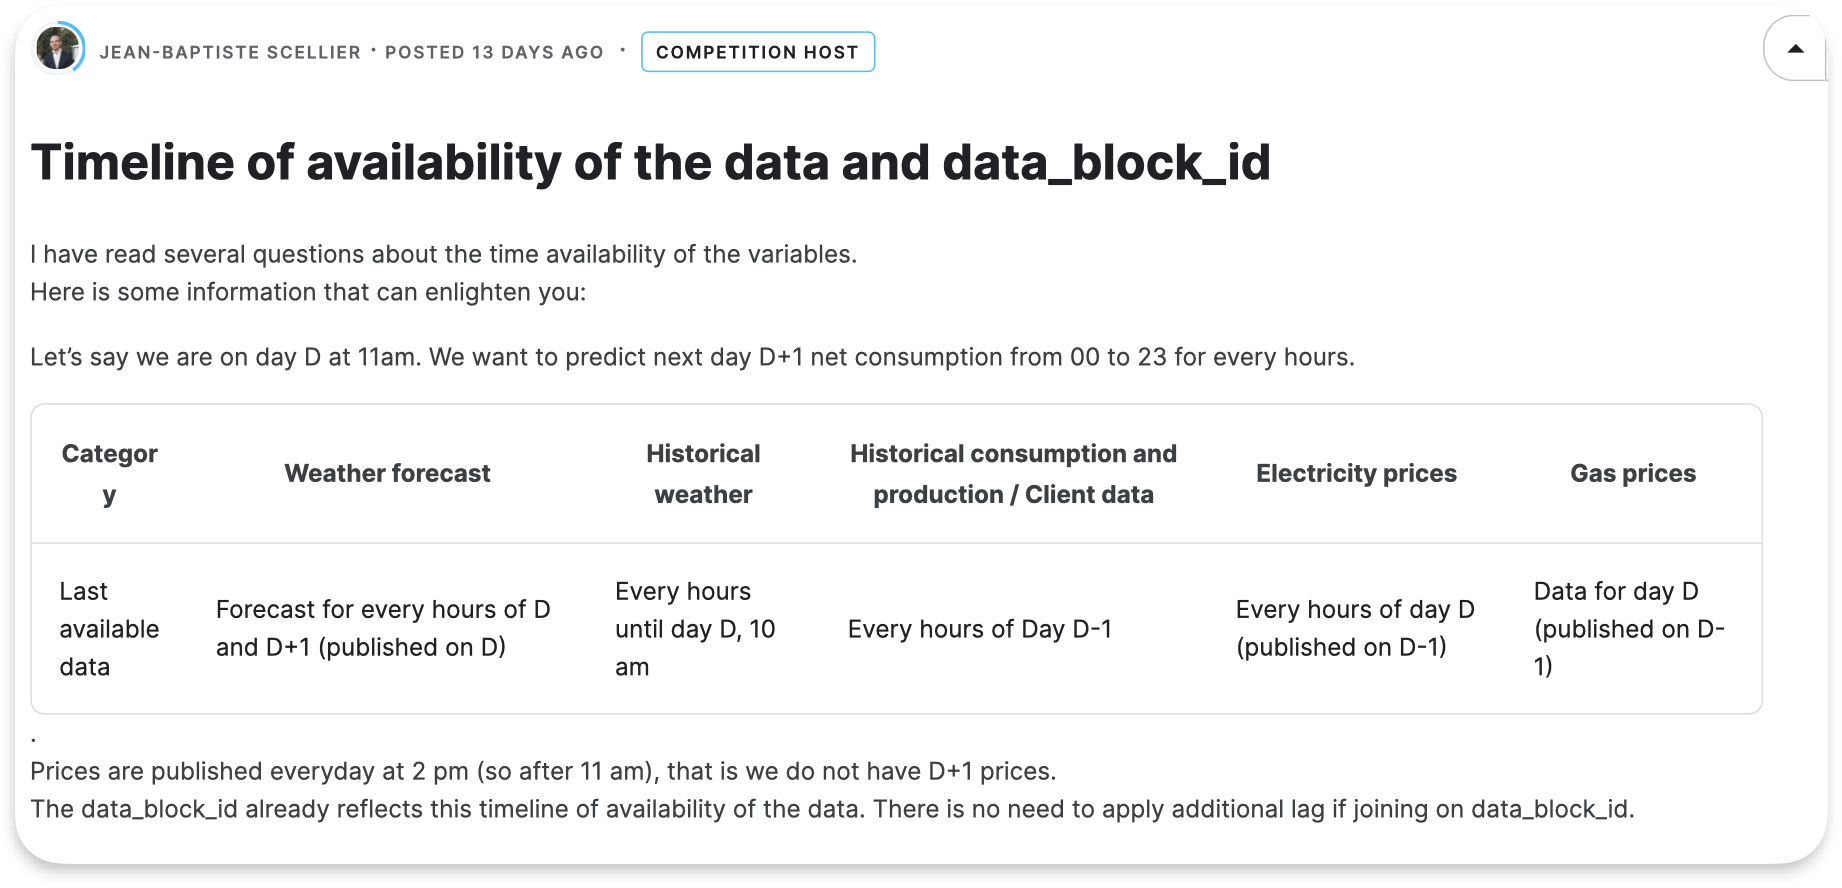 JEAN-BAPTISTE SCELLIER · POSTED 13 DAYS AGO · COMPETITION HOST
Timeline of availability of the data and data_block_id
I have read several questions about the time availability of the variables.
Here is some information that can enlighten you:
Let’s say we are on day D at 11am. We want to predict next day D+1 net consumption from 00 to 23 for every hours.
Categor
y
Weather forecast
Historical
weather
Historical consumption and
production / Client data
Electricity prices
Gas prices
Last
available
data
Forecast for every hours of D
and D+1 (published on D)
Every hours
until day D, 10
am
Every hours of Day D-1
Every hours of day D
(published on D-1)
Data for day D
(published on D-
1)
.
Prices are published everyday at 2 pm (so after 11 am), that is we do not have D+1 prices.
The data_block_id already reflects this timeline of availability of the data. There is no need to apply additional lag if joining on data_block_id.